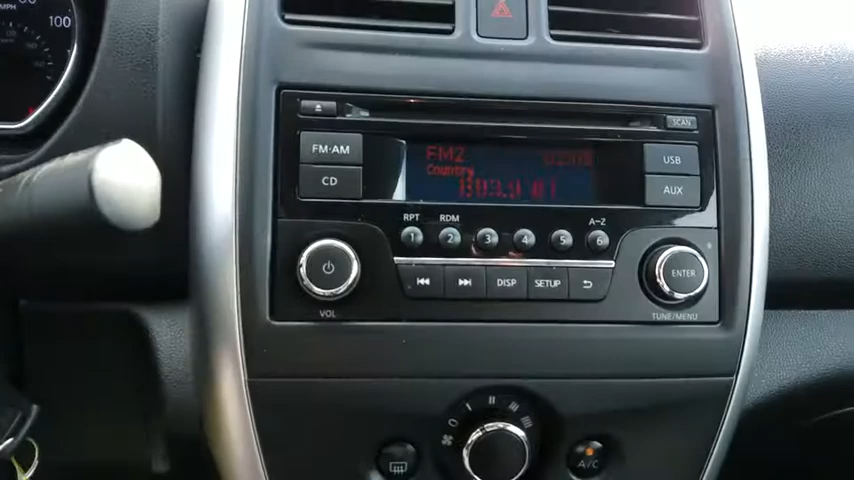 MPH
100
SCAN
FM·AM
CD
FM2
Country
USB
AUX
RPT RDM A-Z
1 2 3 4 5 6
DISP SETUP
ENTER
VOL
TUNE/MENU
0
A/C